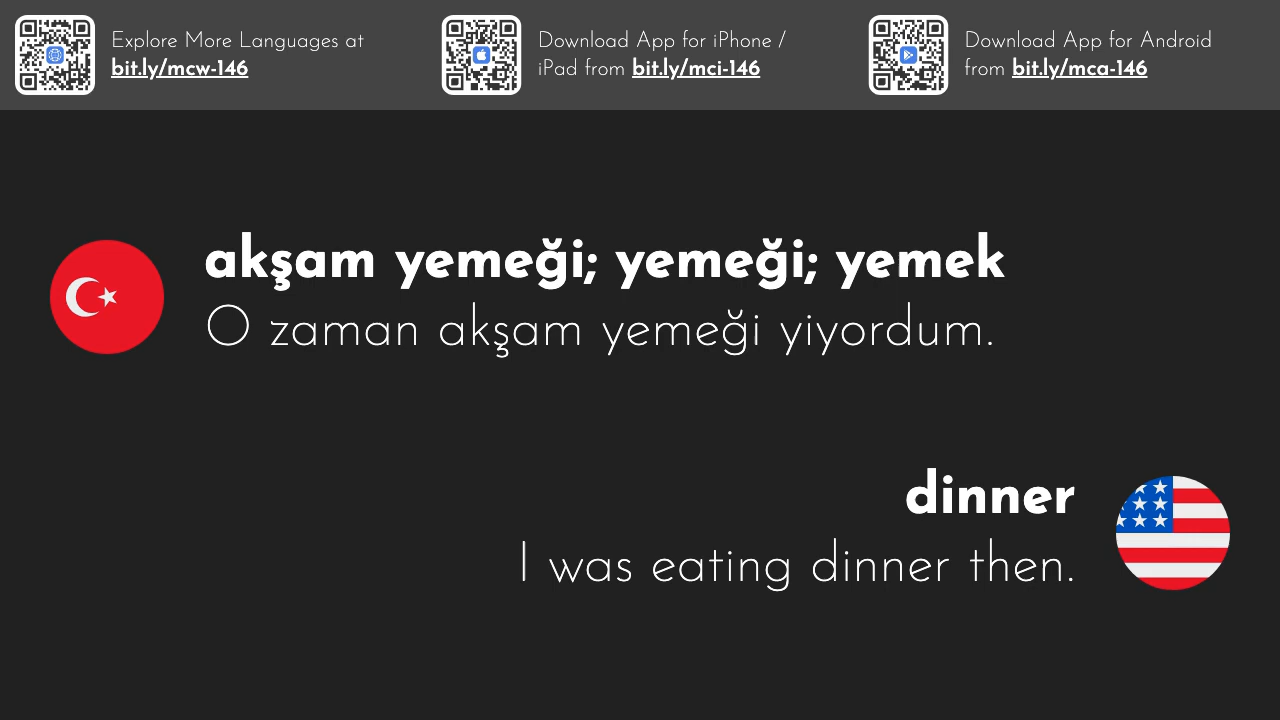 Explore More Languages at
bit.ly/mcw-146
Download App for iPhone /
iPad from bit.ly/mci-146
Download App for Android
from bit.ly/mca-146
akşam yemeği; yemeği; yemek
O zaman akşam yemeği yiyordum.
dinner
I was eating dinner then.